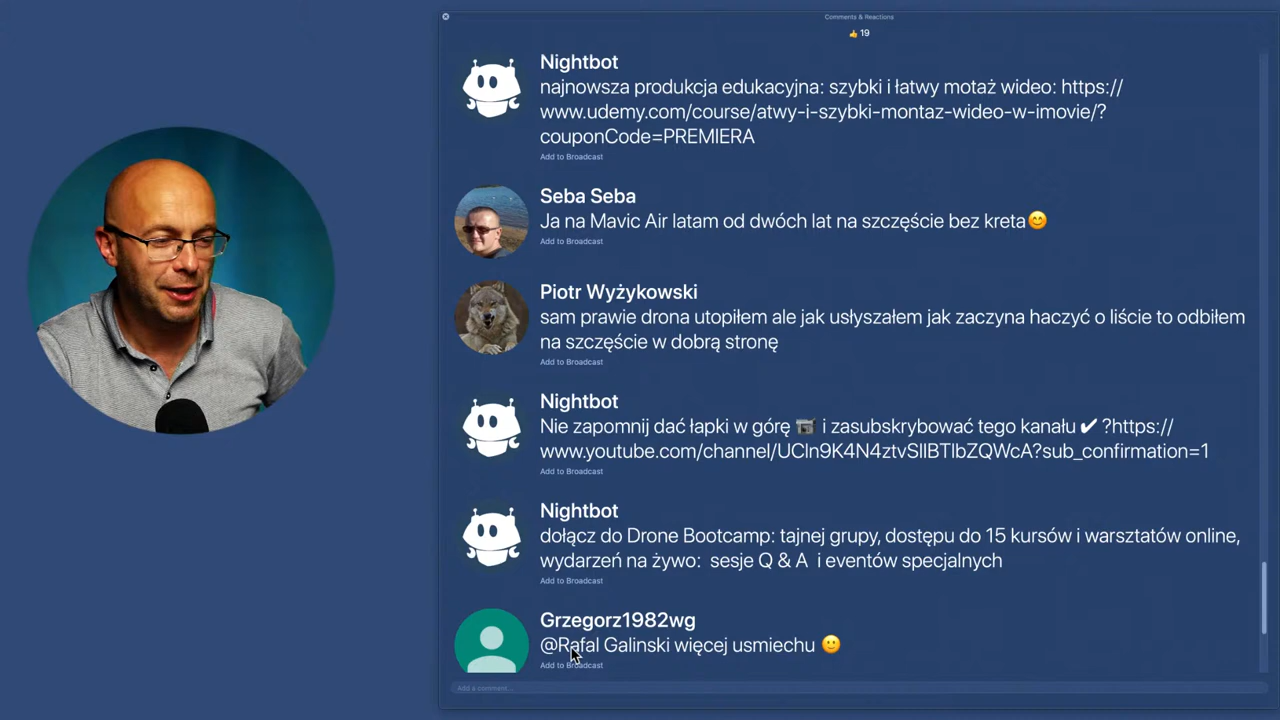 Comments & Reactions
👍 19
Nightbot
najnowsza produkcja edukacyjna: szybki i łatwy motaż wideo: https://
www.udemy.com/course/atwy-i-szybki-montaz-wideo-w-imovie/?
couponCode=PREMIERA
Add to Broadcast
Seba Seba
Ja na Mavic Air latam od dwóch lat na szczęście bez kreta😊
Add to Broadcast
Piotr Wyżykowski
sam prawie drona utopiłem ale jak usłyszałem jak zaczyna haczyć o liście to odbiłem
na szczęście w dobrą stronę
Add to Broadcast
Nightbot
Nie zapomnij dać łapki w górę 📹 i zasubskrybować tego kanału ✔ ?https://
www.youtube.com/channel/UCln9K4N4ztvSlIBTlbZQWcA?sub_confirmation=1
Add to Broadcast
Nightbot
dołącz do Drone Bootcamp: tajnej grupy, dostępu do 15 kursów i warsztatów online,
wydarzeń na żywo: sesje Q & A i eventów specjalnych
Add to Broadcast
Grzegorz1982wg
@Rafal Galinski więcej usmiechu 🙂
Add to Broadcast
Add a comment...